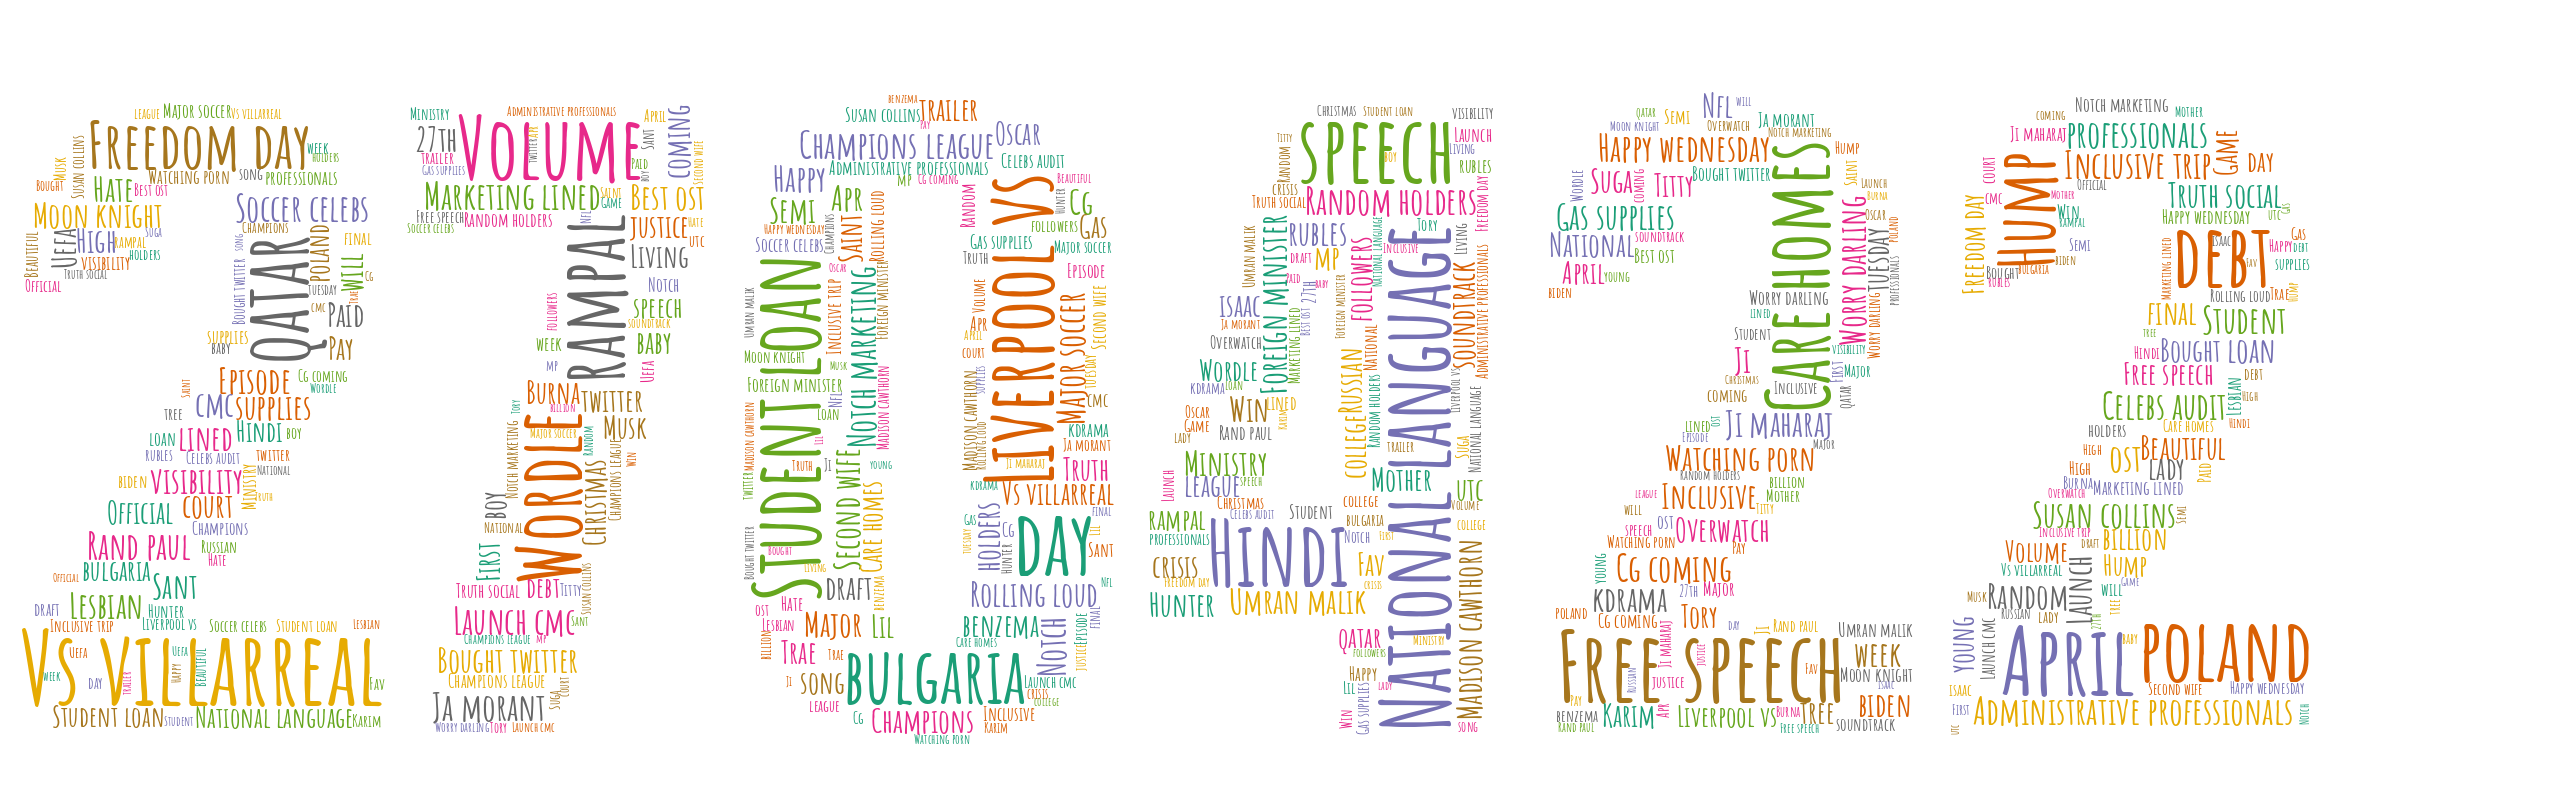 League Major soccer Vs villarreal
Freedom day
Week
Holders
Musk
Susan collins
Watching porn Song Professionals
Bought
Hate Best ost
Moon knight
Soccer celebs
Beautiful
Uefa
High Rampal
Suga
Champions
Holders
Visibility
Truth social
Official
Song
Bought twitter
Qatar
Poland
Final
Will
Cg
Tuesday
Trae
Cmc
Paid
Pay
Supplies
Baby
Episode
Cg coming
Wordle
Saint
Cmc Supplies
Tree
Hindi Boy
Loan Lined
Rubles
Celebs audit
Twitter
National
Biden Visibility
Ministry
Truth
Court
Official
Champions
Rand paul
Russian
Hate
Official
Bulgaria
Sant
Lesbian
Draft
Hunter
Inclusive trip
Liverpool vs
Soccer celebs
Student loan
Lesbian
Vs villarreal
Uefa
Uefa
Week
Day
Trailer
Happy
Beautiful
Fav
Student loan Student National language Karim
Ministry
Administrative professionals
April
Coming
27th Volume
Twitter Apr
Sant
Trailer
Gas supplies
Paid
Boy
Second wife
Marketing lined
Saint
Game
Best ost
Free speech Random holders
Soccer celebs
Nfl
Justice
Hate
Utc
Rampal
Living
Notch
Followers
Speech
Soundtrack
Week
Baby
Mp
Uefa
Burna Twitter
Billion
Tory
Musk
Wordle
Major soccer
Random
Notch marketing
Christmas
Champions league
Win
Boy
National
First
Truth social
Debt
Titty
Susan collins
Launch cmc
Sant
Champions league Mp
Bought twitter
Champions league
Court
Suga
Ja morant
Worry darling Tory Launch cmc
Benzema
Trailer
Susan collins
Pay
Oscar
Champions league
Celebs audit
Administrative professionals
Happy
Mp Cg coming
Beautiful
Semi
Apr
Random
Hunter
Cg
Happy wednesday
Champions
Saint
Rolling loud
Followers
Gas
Soccer celebs
Gas supplies
Major soccer
Oscar
Truth
Episode
Student loan
Inclusive trip
Foreign minister
Liverpool vs
Umran malik
Notch marketing
Volume
Apr
April
Second wife
Major soccer
Moon knight
Court
Musk
Tuesday
Foreign minister
Nfl
Madison cawthorn
Supplies
Cmc
Loan
Madison cawthorn
Lil
Madison cawthorn
Rolling loud
Kdrama
Ja morant
Truth
Ji
Young
Ji maharaj
Truth
Twitter
Second wife
Care homes
Kdrama
Vs villarreal
Final
Bought twitter
Bought
Living
Tuesday
Gas
Holders
Cg
Hunter
Day
Lil
Sant
Draft
Benzema
Rolling loud
Nfl
Ost
Hate
Lesbian
Major Lil
Benzema
Notch
Final
Care homes
Episode
Justice
Billion
Trae
Trae
Bulgaria
Ji
Song
Launch cmc
Crisis
College
League
Cg
Champions
Inclusive
Karim
Watching porn
Christmas Student loan
Visibility
Speech
Launch
Titty
Random
Boy
Living
Rubles
Crisis
Truth social
Random holders
Freedom day
Umran malik
Foreign minister
Rubles
National language
Tory
Inclusive
Living
Draft
Mp
Followers
Paid
Baby
National language
Soundtrack
Administrative professionals
Isaac
Ja morant
27th
Best ost
Foreign minister
Overwatch
Lined
Marketing
National
Russian
Wordle
Kdrama Loan
Random holders
Liverpool vs
Win
Lined
Karim
Oscar
Game
Rand paul
Lady
College
Trailer
Suga
National language
Ministry
League
Speech
Mother
Utc
Launch
Christmas
Celebs audit
Student
College
Volume
Rampal
Professionals
Bulgaria
College
Hindi
Notch
First
Crisis
Freedom day
Fav
Crisis
Madison cawthorn
Hunter
Umran malik
Qatar
Followers
Ministry
Happy
Lil
Lady
Win
Gas supplies
Song
Qatar
Semi
Nfl Will
Moon knight
Overwatch
Ja morant
Notch marketing
Happy wednesday
Care homes
Hump
Wordle
Suga
Coming
Titty
Bought twitter
Saint
Launch
Burna
Gas supplies
Worry darling
Oscar
Poland
National
Soundtrack
Best ost
Tuesday
April Young
Professionals
Biden
Worry darling
Lined
Worry darling
Student
Visibility
Ji
Christmas
First
Major
Coming
Inclusive
Qatar
Lined
Ost
Episode
Ji maharaj
Major
Watching porn
Random holders
Billion
League
Inclusive
Mother
Will
Titty
Speech
Ost
Overwatch
Watching porn
Pay
Young
Cg coming
27th Major
Kdrama
Poland
Cg coming
Tory
Day
Ji
Rand paul
Umran malik
Ji maharaj
Free speech
Justice
Week
Fav
Moon knight
Russian
Justice
Isaac
Pay
Benzema
Karim
Apr
Liverpool vs
Burna
Tree
Biden
Rand paul
Free speech
Soundtrack
Notch marketing
Coming
Mother
Ji maharaj Professionals
Game
Court
Hump
Inclusive trip
Day
Official
Cmc
Mother
Truth social
Freedom day
Win
Rampal
Happy wednesday
Utc
Gas
Semi
Debt
Isaac
Gas
Happy Debt
Biden
Fav
Supplies
Bought
Bulgaria
Rubles
Marketing lined
Rolling loud Trae
Hump
Final
Student
Tree
Hindi Bought loan
Free speech
Debt
Lesbian
High
Celebs audit
Care homes
Hindi
Holders
High
Beautiful
Ost
High
Lady
Paid
Burna
Marketing lined
Overwatch
Susan collins
Semi
Inclusive trip
Volume
Draft
Billion
Vs villarreal
Hump
Launch
Game
Musk Random
Will
Tree
Russian Lady
27th
Young
Launch cmc
April
Baby
Poland
Isaac
Second wife
Happy wednesday
First
Administrative professionals
Notch
Utc